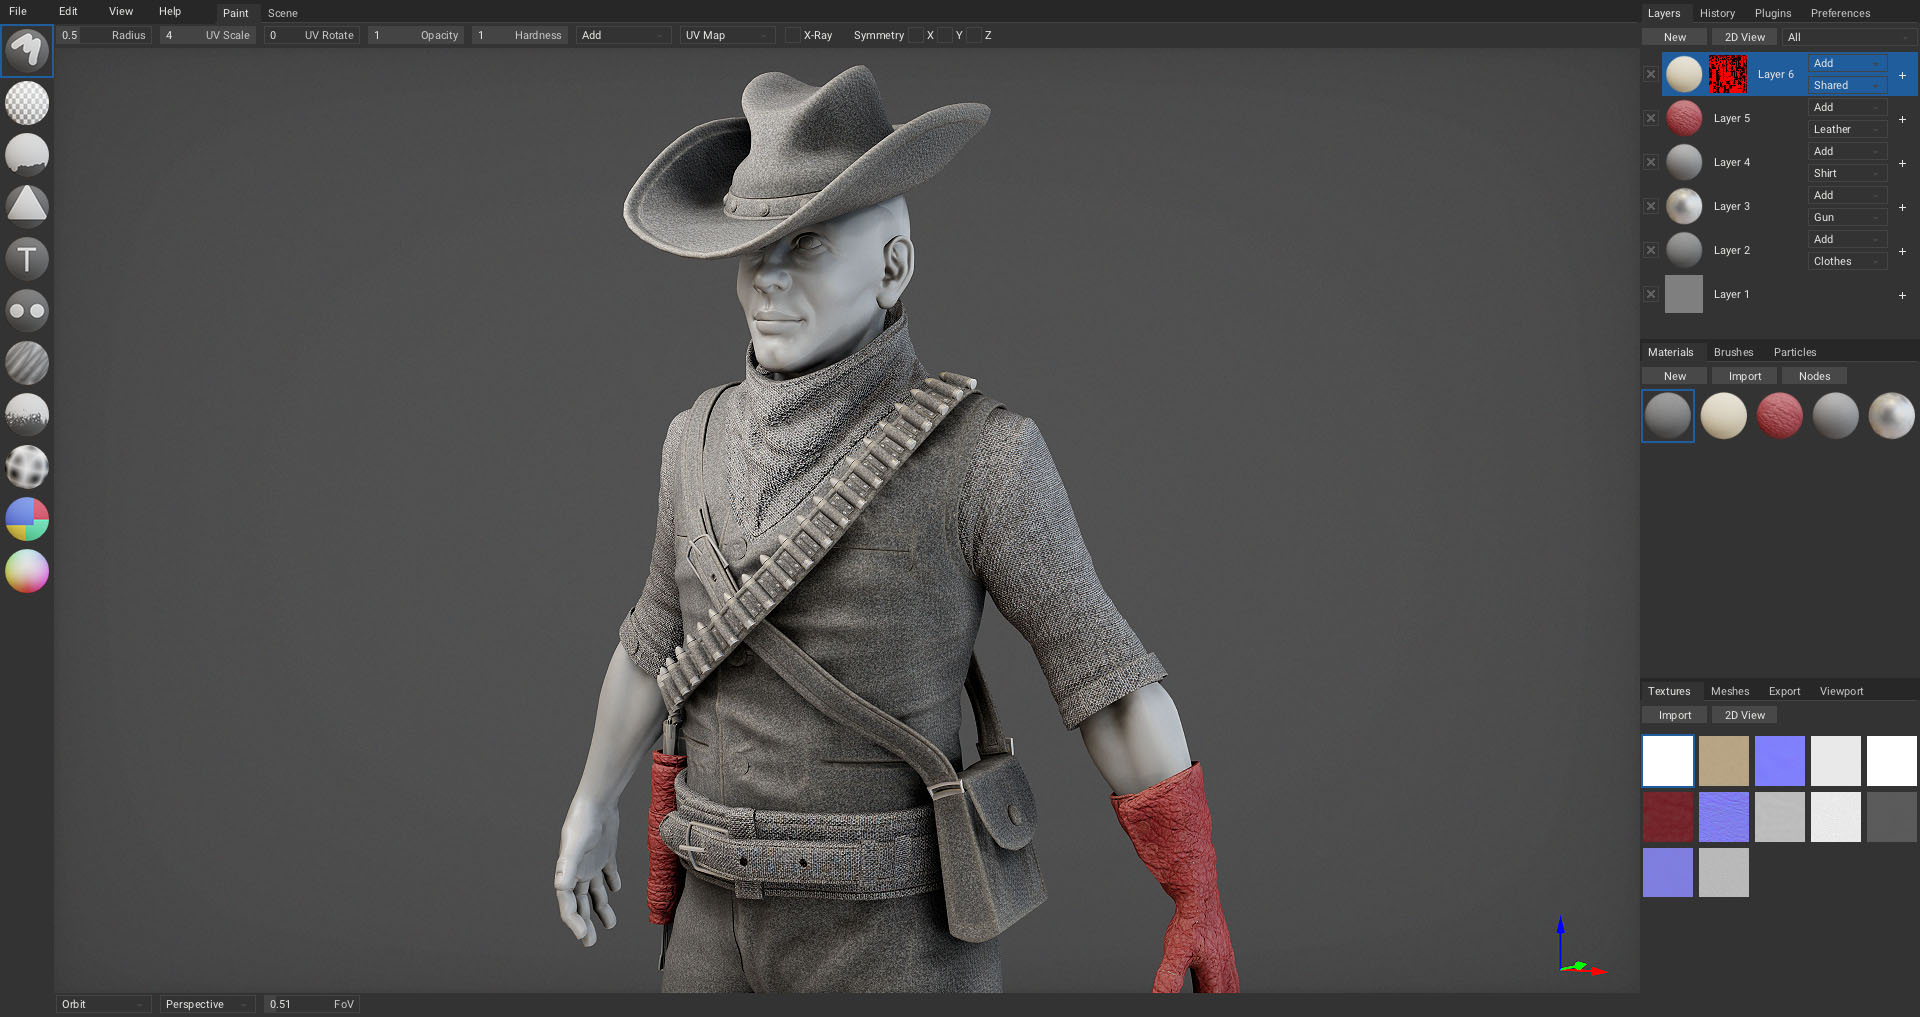 File Edit View Help Paint Scene
0.5 Radius 4 UV Scale 0 UV Rotate 1 Opacity 1 Hardness Add UV Map X-Ray Symmetry X Y Z
T
Layers History Plugins Preferences
New 2D View All
Layer 6 Add +
Shared
Layer 5 Add +
Leather
Layer 4 Add +
Shirt
Layer 3 Add +
Gun
Layer 2 Add +
Clothes
Layer 1 +
Materials Brushes Particles
New Import Nodes
Textures Meshes Export Viewport
Import 2D View
Orbit Perspective 0.51 FoV